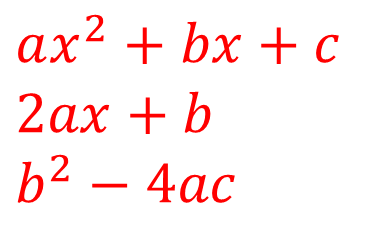 ax² + bx + c
2ax + b
b² − 4ac